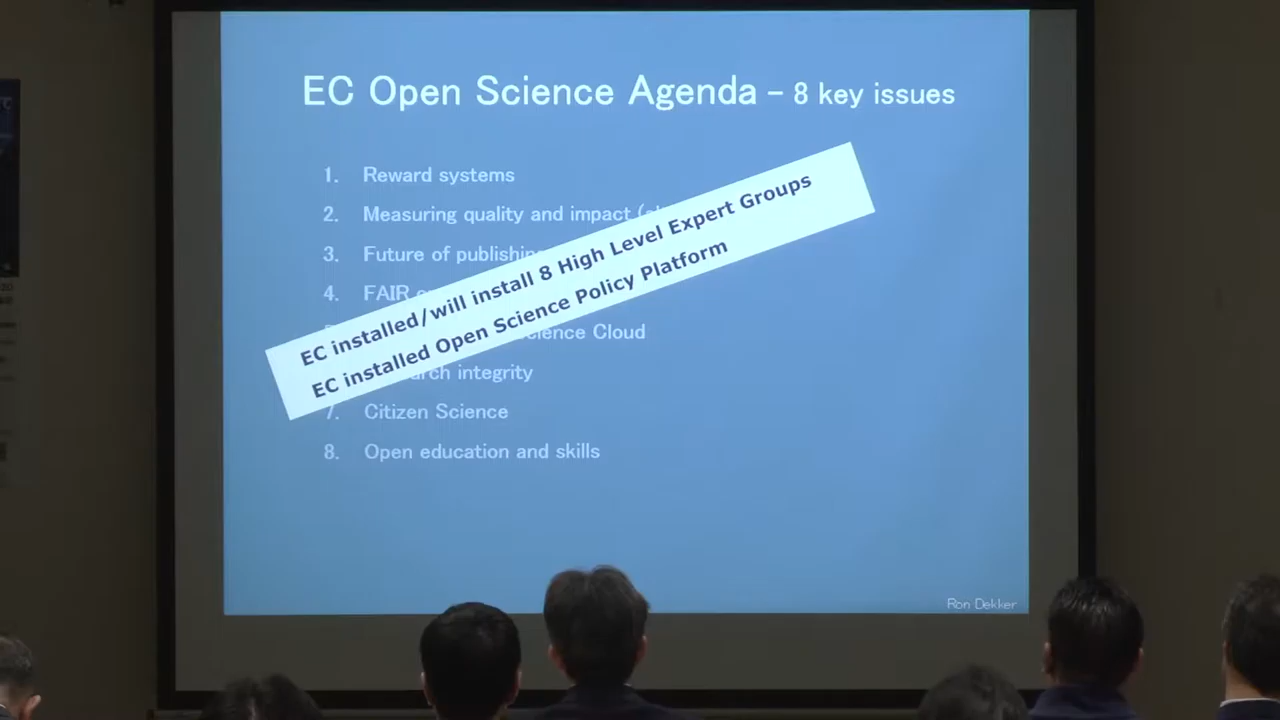 EC Open Science Agenda – 8 key issues
1. Reward systems
2. Measuring quality and impact
3. Future of publishing
4. FAIR
Science Cloud
integrity
7. Citizen Science
8. Open education and skills
EC installed/will install 8 High Level Expert Groups
EC installed Open Science Policy Platform
Ron Dekker